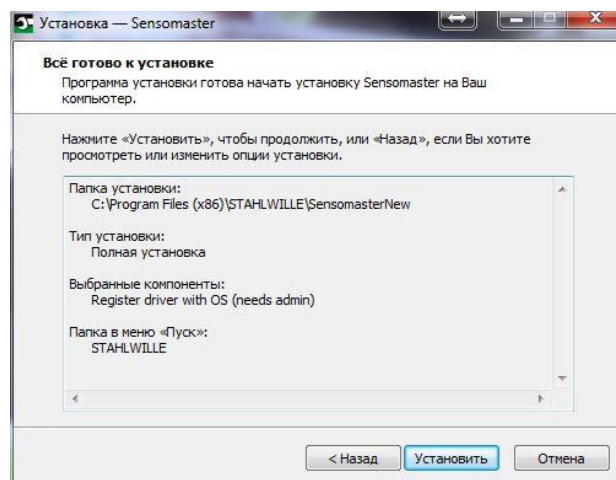 Установка — Sensomaster
Всё готово к установке
Программа установки готова начать установку Sensomaster на Ваш
компьютер.
Нажмите «Установить», чтобы продолжить, или «Назад», если Вы хотите
просмотреть или изменить опции установки.
Папка установки:
C:\Program Files (x86)\STAHLWILLE\SensomasterNew
Тип установки:
Полная установка
Выбранные компоненты:
Register driver with OS (needs admin)
Папка в меню «Пуск»:
STAHLWILLE
< Назад
Установить
Отмена